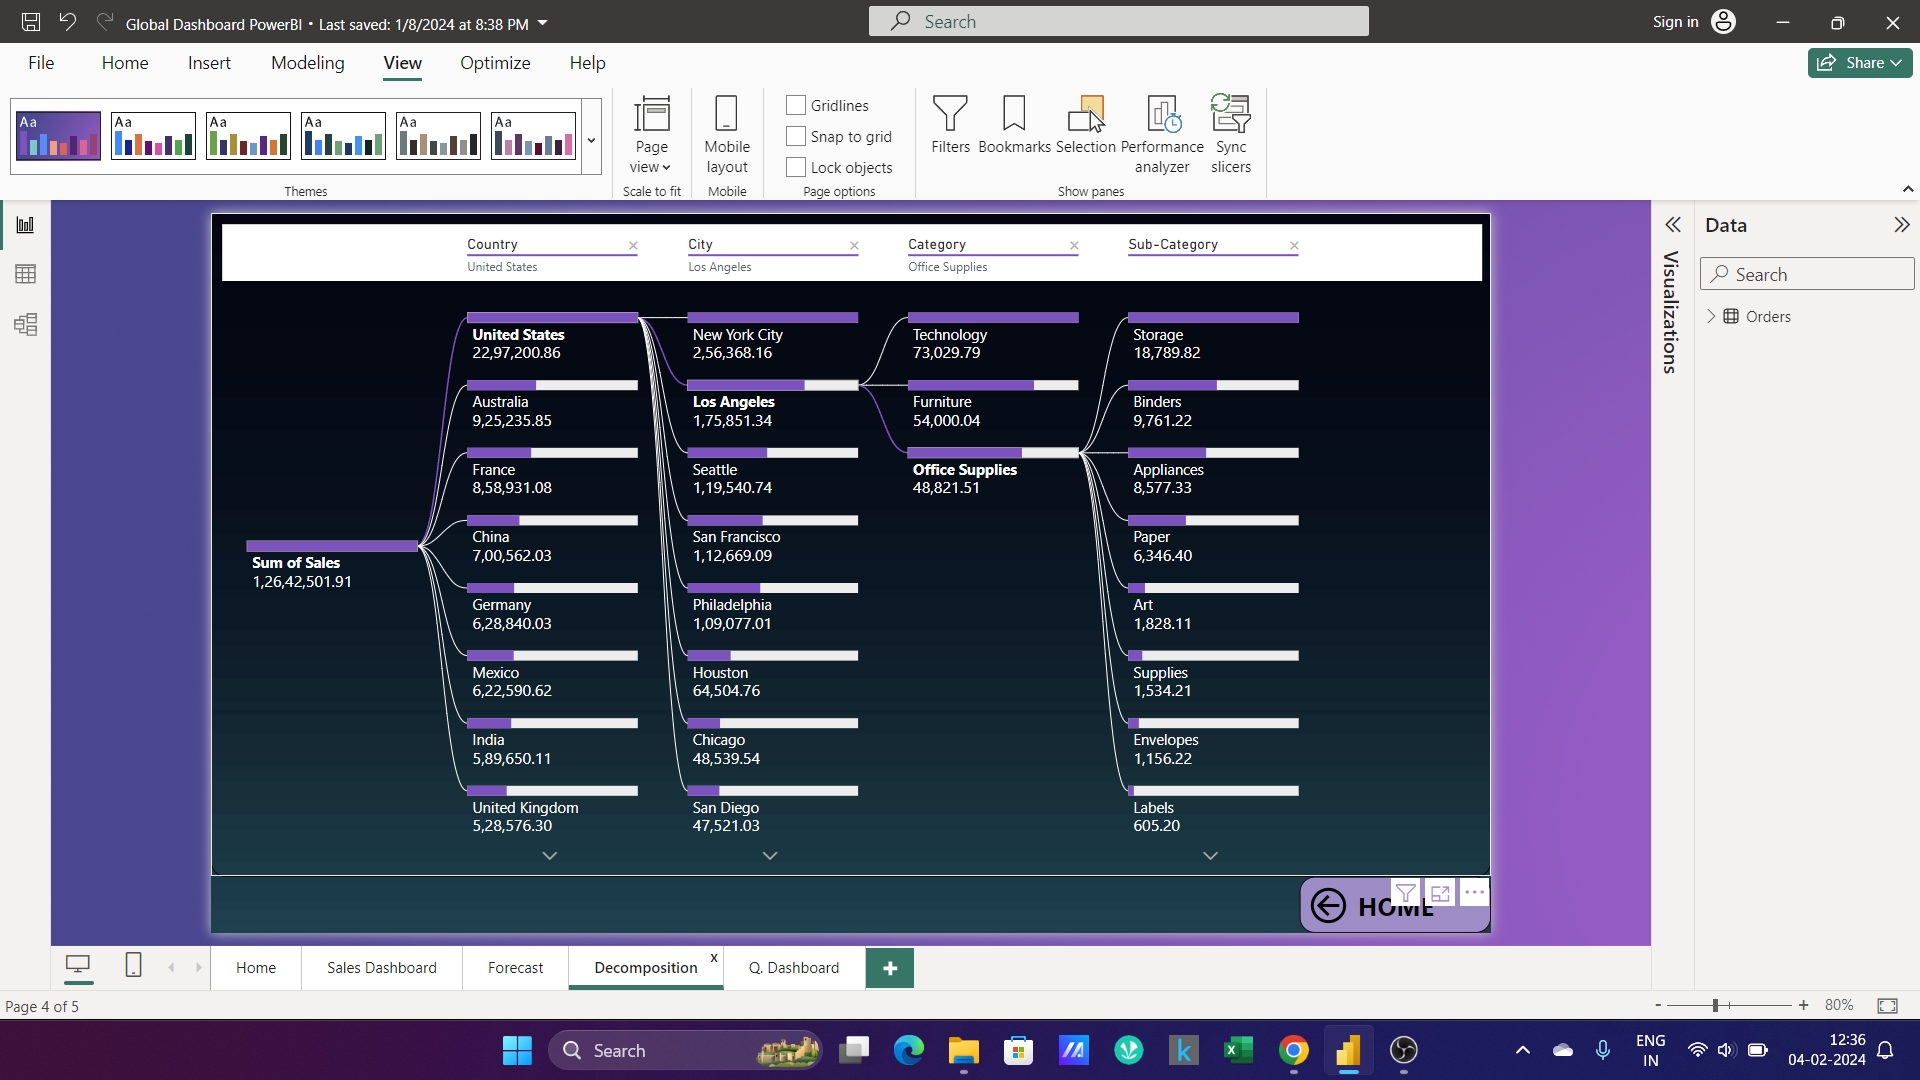 Global Dashboard PowerBI • Last saved: 1/8/2024 at 8:38 PM
Search
Sign in
File
Home
Insert
Modeling
View
Optimize
Help
Share
Aa
Aa
Aa
Aa
Aa
Aa
Themes
Page
view
Scale to fit
Mobile
layout
Mobile
Gridlines
Snap to grid
Lock objects
Page options
Filters
Bookmarks
Selection
Performance
analyzer
Sync
slicers
Show panes
Country
United States
City
Los Angeles
Category
Office Supplies
Sub-Category
Sum of Sales
1,26,42,501.91
United States
22,97,200.86
Australia
9,25,235.85
France
8,58,931.08
China
7,00,562.03
Germany
6,28,840.03
Mexico
6,22,590.62
India
5,89,650.11
United Kingdom
5,28,576.30
New York City
2,56,368.16
Los Angeles
1,75,851.34
Seattle
1,19,540.74
San Francisco
1,12,669.09
Philadelphia
1,09,077.01
Houston
64,504.76
Chicago
48,539.54
San Diego
47,521.03
Technology
73,029.79
Furniture
54,000.04
Office Supplies
48,821.51
Storage
18,789.82
Binders
9,761.22
Appliances
8,577.33
Paper
6,346.40
Art
1,828.11
Supplies
1,534.21
Envelopes
1,156.22
Labels
605.20
HOME
Visualizations
Data
Search
Orders
Home
Sales Dashboard
Forecast
Decomposition
x
Q. Dashboard
+
Page 4 of 5
- + 80%
Search
k
ENG
IN
12:36
04-02-2024